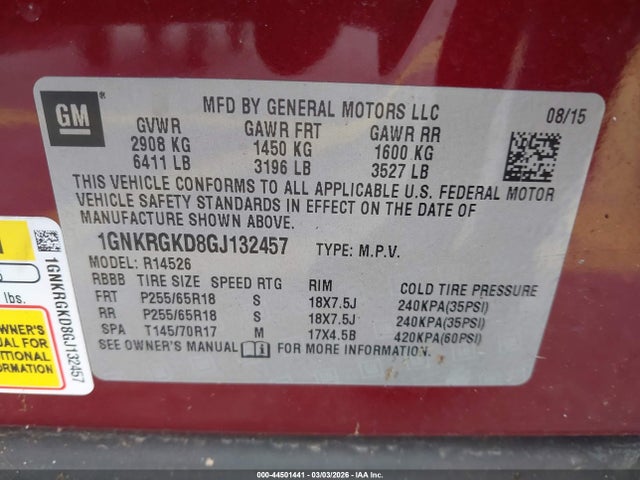 GM
®
MFD BY GENERAL MOTORS LLC
08/15
GVWR GAWR FRT GAWR RR
2908 KG 1450 KG 1600 KG
6411 LB 3196 LB 3527 LB
THIS VEHICLE CONFORMS TO ALL APPLICABLE U.S. FEDERAL MOTOR
VEHICLE SAFETY STANDARDS IN EFFECT ON THE DATE OF
MANUFACTURE SHOWN ABOVE.
1GNKRGKD8GJ132457 TYPE: M.P.V.
MODEL: R14526
RBBB TIRE SIZE SPEED RTG RIM COLD TIRE PRESSURE
FRT P255/65R18 S 18X7.5J 240KPA(35PSI)
RR P255/65R18 S 18X7.5J 240KPA(35PSI)
SPA T145/70R17 M 17X4.5B 420KPA(60PSI)
SEE OWNER'S MANUAL FOR MORE INFORMATION.
lbs.
1GNKRGKD8GJ132457
OWNER'S
NUAL FOR
DITIONAL
ORMATION
000-44501441 - 03/03/2026 - IAA, Inc.